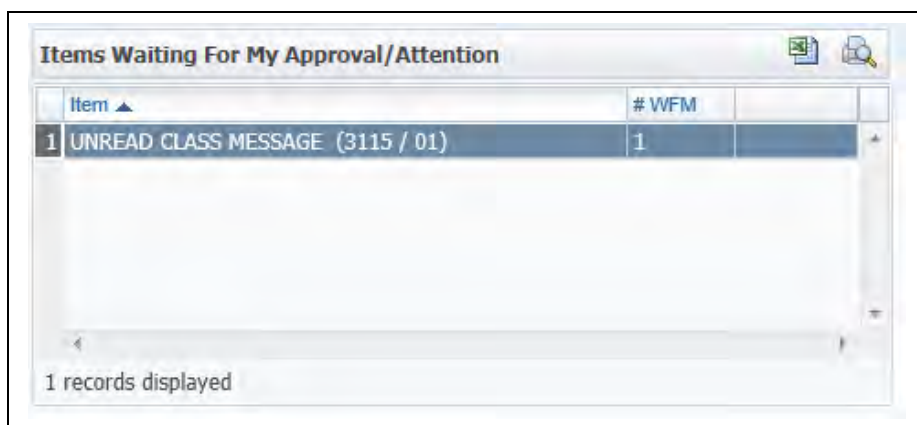 Items Waiting For My Approval/Attention
Item # WFM
1 UNREAD CLASS MESSAGE (3115 / 01) 1
1 records displayed